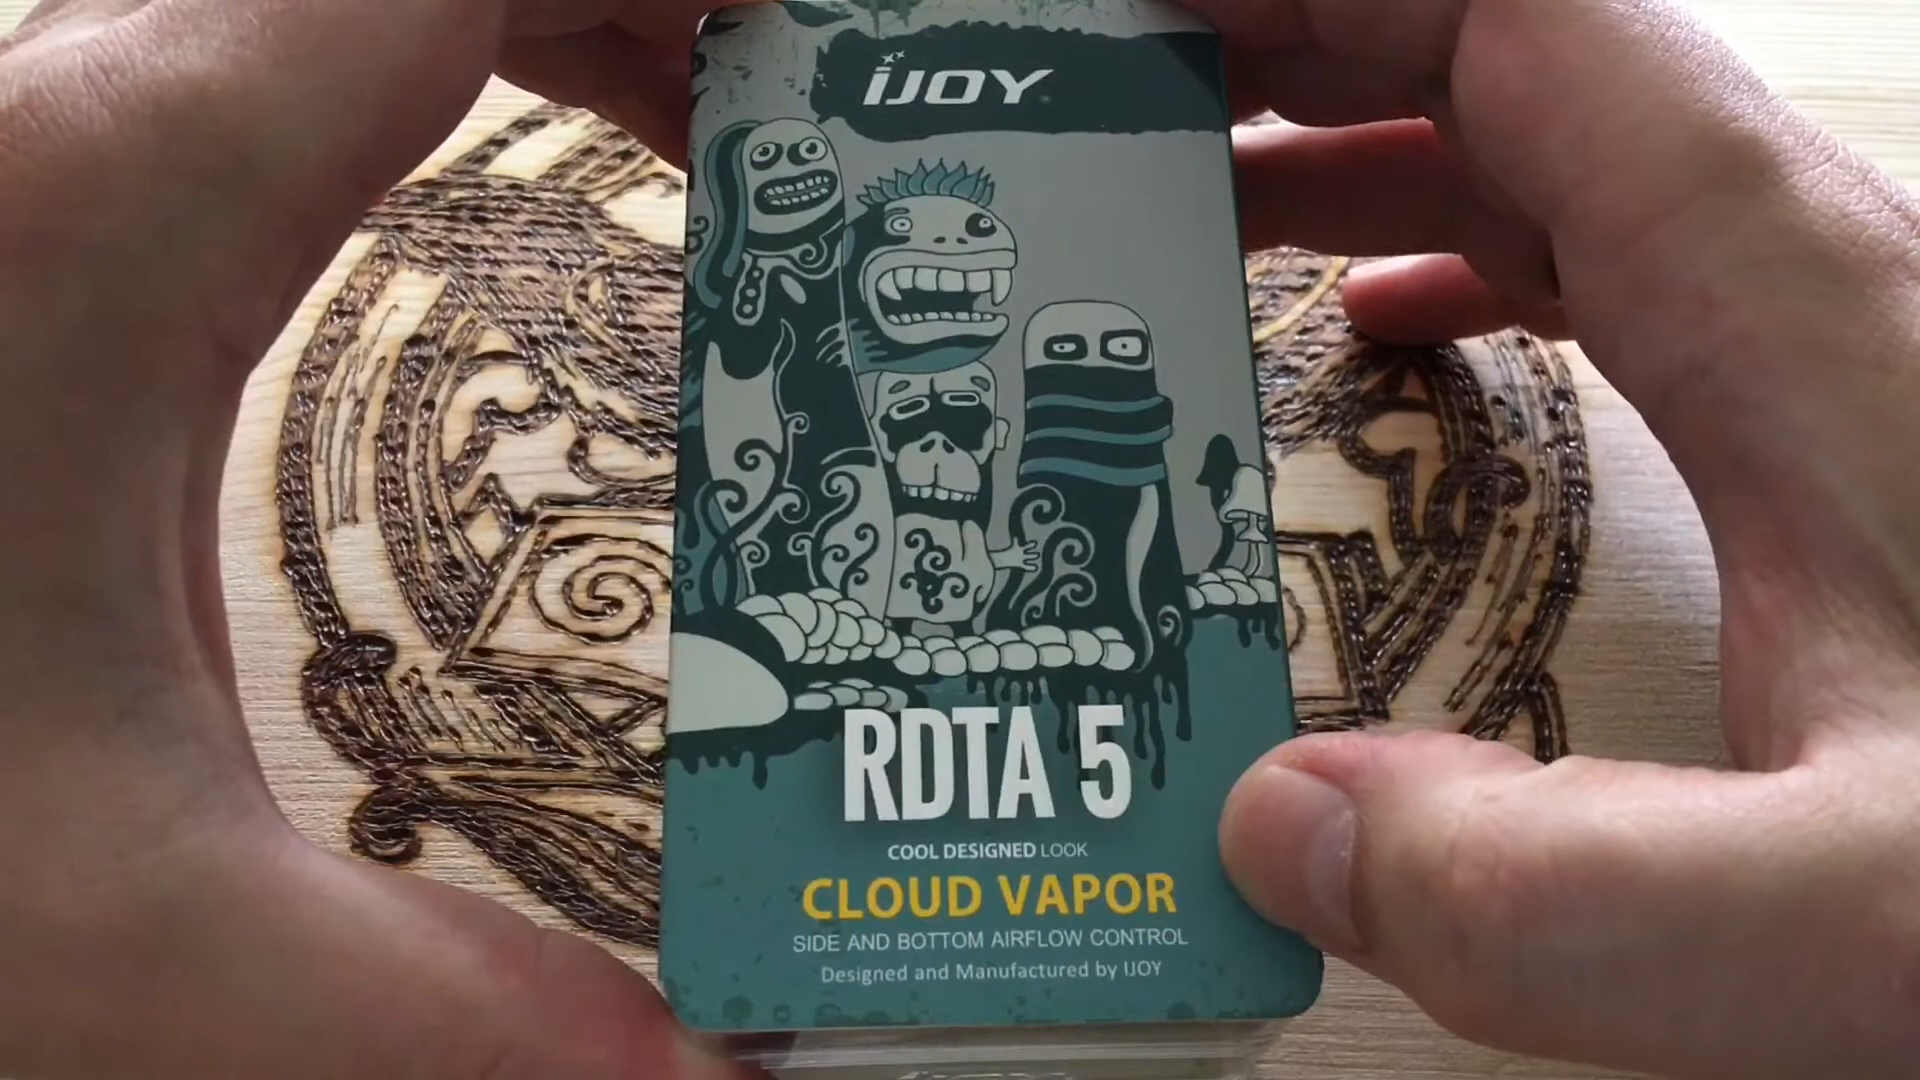 iJOY
RDTA 5
COOL DESIGNED LOOK
CLOUD VAPOR
SIDE AND BOTTOM AIRFLOW CONTROL
Designed and Manufactured by IJOY